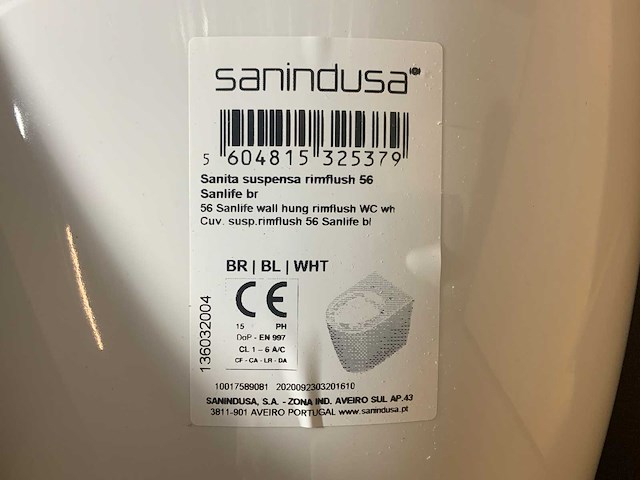 sanindusa
5 604815 325379
Sanita suspensa rimflush 56
Sanlife br
56 Sanlife wall hung rimflush WC wh
Cuv. susp.rimflush 56 Sanlife bl
BR | BL | WHT
136032004
CE
15 PH
DoP - EN 997
CL 1 – 6 A/C
CF - CA - LR - DA
10017589081 2020092303201610
SANINDUSA, S.A. - ZONA IND. AVEIRO SUL AP.43
3811-901 AVEIRO PORTUGAL www.sanindusa.pt